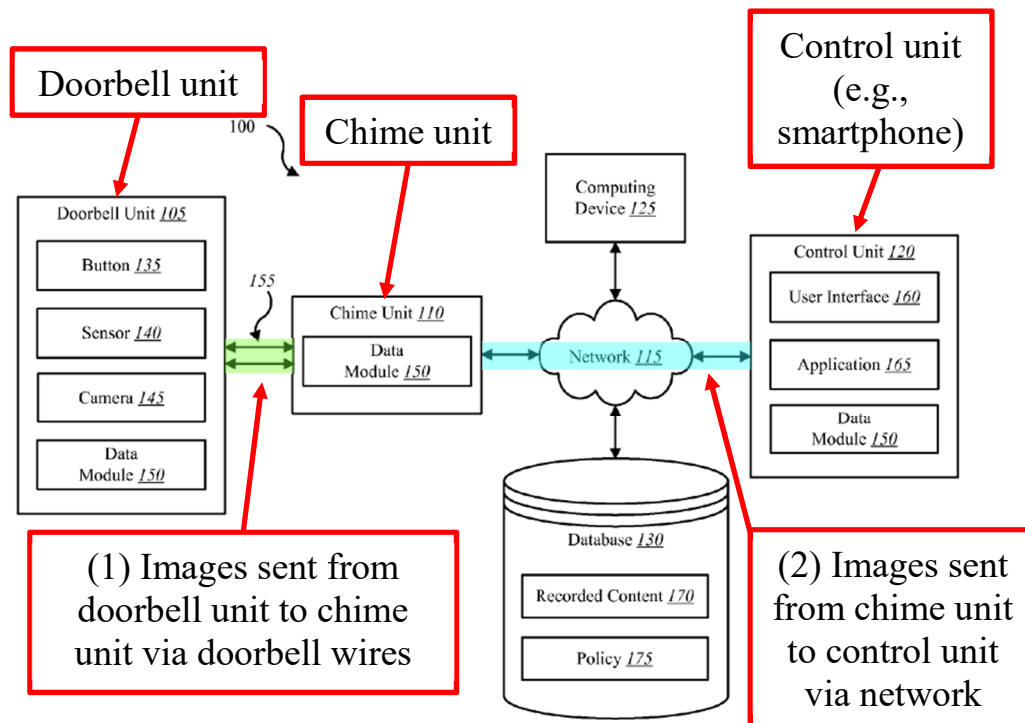 Doorbell unit
100
Chime unit
Control unit
(e.g.,
smartphone)
Computing
Device 125
Doorbell Unit 105
Button 135
Sensor 140
Camera 145
Data
Module 150
155
Chime Unit 110
Data
Module 150
Network 115
Control Unit 120
User Interface 160
Application 165
Data
Module 150
Database 130
Recorded Content 170
Policy 175
(1) Images sent from
doorbell unit to chime
unit via doorbell wires
(2) Images sent
from chime unit
to control unit
via network